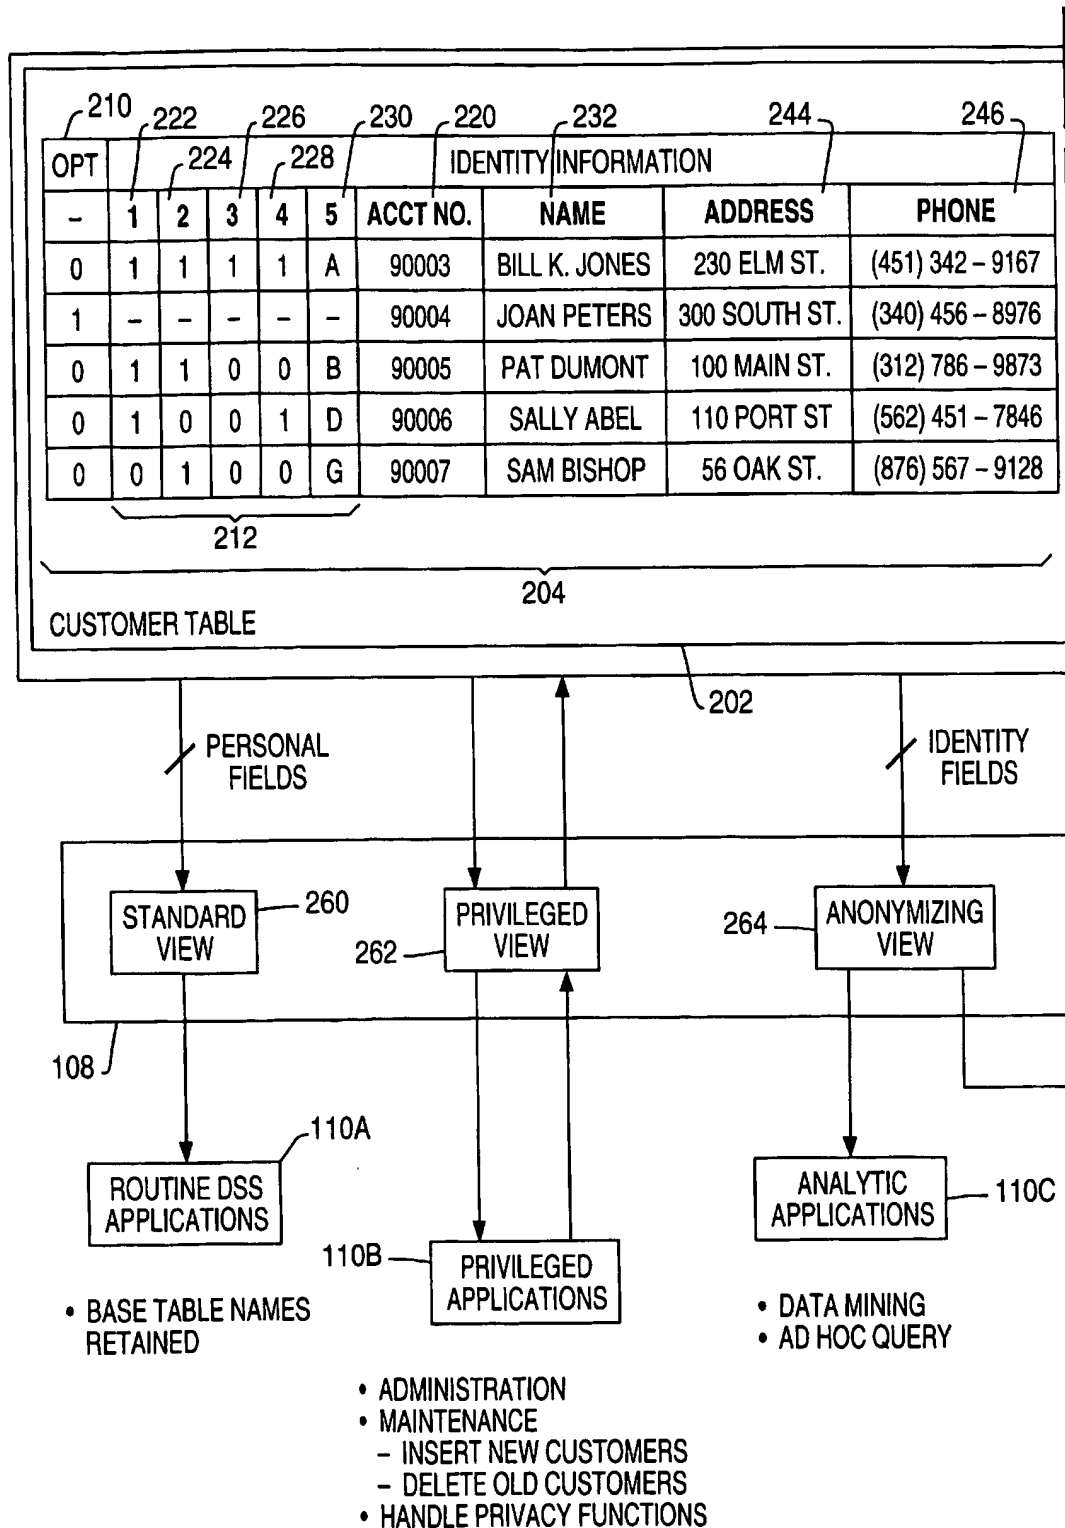 210 222 226 230 220 232 244 246
OPT 224 228 IDENTITY INFORMATION
– 1 2 3 4 5 ACCT NO. NAME ADDRESS PHONE
0 1 1 1 1 A 90003 BILL K. JONES 230 ELM ST. (451) 342 – 9167
1 – – – – – 90004 JOAN PETERS 300 SOUTH ST. (340) 456 – 8976
0 1 1 0 0 B 90005 PAT DUMONT 100 MAIN ST. (312) 786 – 9873
0 1 0 0 1 D 90006 SALLY ABEL 110 PORT ST (562) 451 – 7846
0 0 1 0 0 G 90007 SAM BISHOP 56 OAK ST. (876) 567 – 9128
212
204
CUSTOMER TABLE
202
PERSONAL
FIELDS
IDENTITY
FIELDS
STANDARD
VIEW
260
PRIVILEGED
VIEW
262
ANONYMIZING
VIEW
264
108
110A
ROUTINE DSS
APPLICATIONS
110B
PRIVILEGED
APPLICATIONS
ANALYTIC
APPLICATIONS
110C
• BASE TABLE NAMES
RETAINED
• DATA MINING
• AD HOC QUERY
• ADMINISTRATION
• MAINTENANCE
– INSERT NEW CUSTOMERS
– DELETE OLD CUSTOMERS
• HANDLE PRIVACY FUNCTIONS